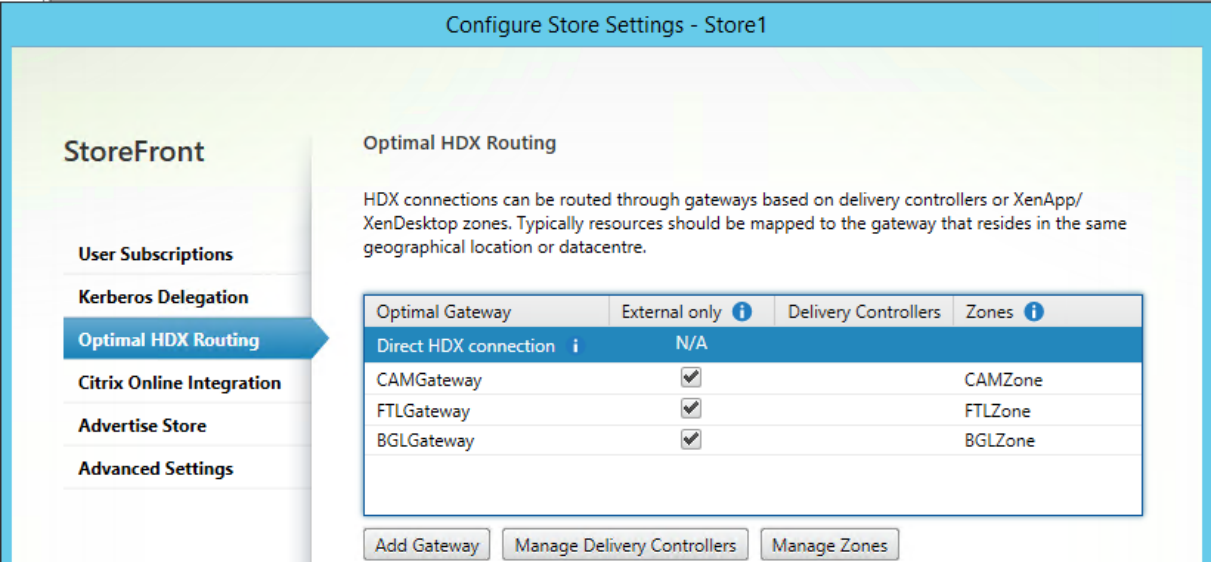 Configure Store Settings - Store1
StoreFront
User Subscriptions
Kerberos Delegation
Optimal HDX Routing
Citrix Online Integration
Advertise Store
Advanced Settings
Optimal HDX Routing
HDX connections can be routed through gateways based on delivery controllers or XenApp/
XenDesktop zones. Typically resources should be mapped to the gateway that resides in the same
geographical location or datacentre.
Optimal Gateway External only i Delivery Controllers Zones i
Direct HDX connection i N/A
CAMGateway CAMZone
FTLGateway FTLZone
BGLGateway BGLZone
Add Gateway Manage Delivery Controllers Manage Zones